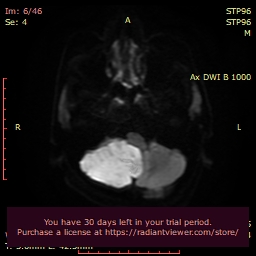 Im: 6/46
Se: 4
STP96
STP96
M
A
Ax DWI B 1000
R
L
You have 30 days left in your trial period.
Purchase a license at https://radiantviewer.com/store/